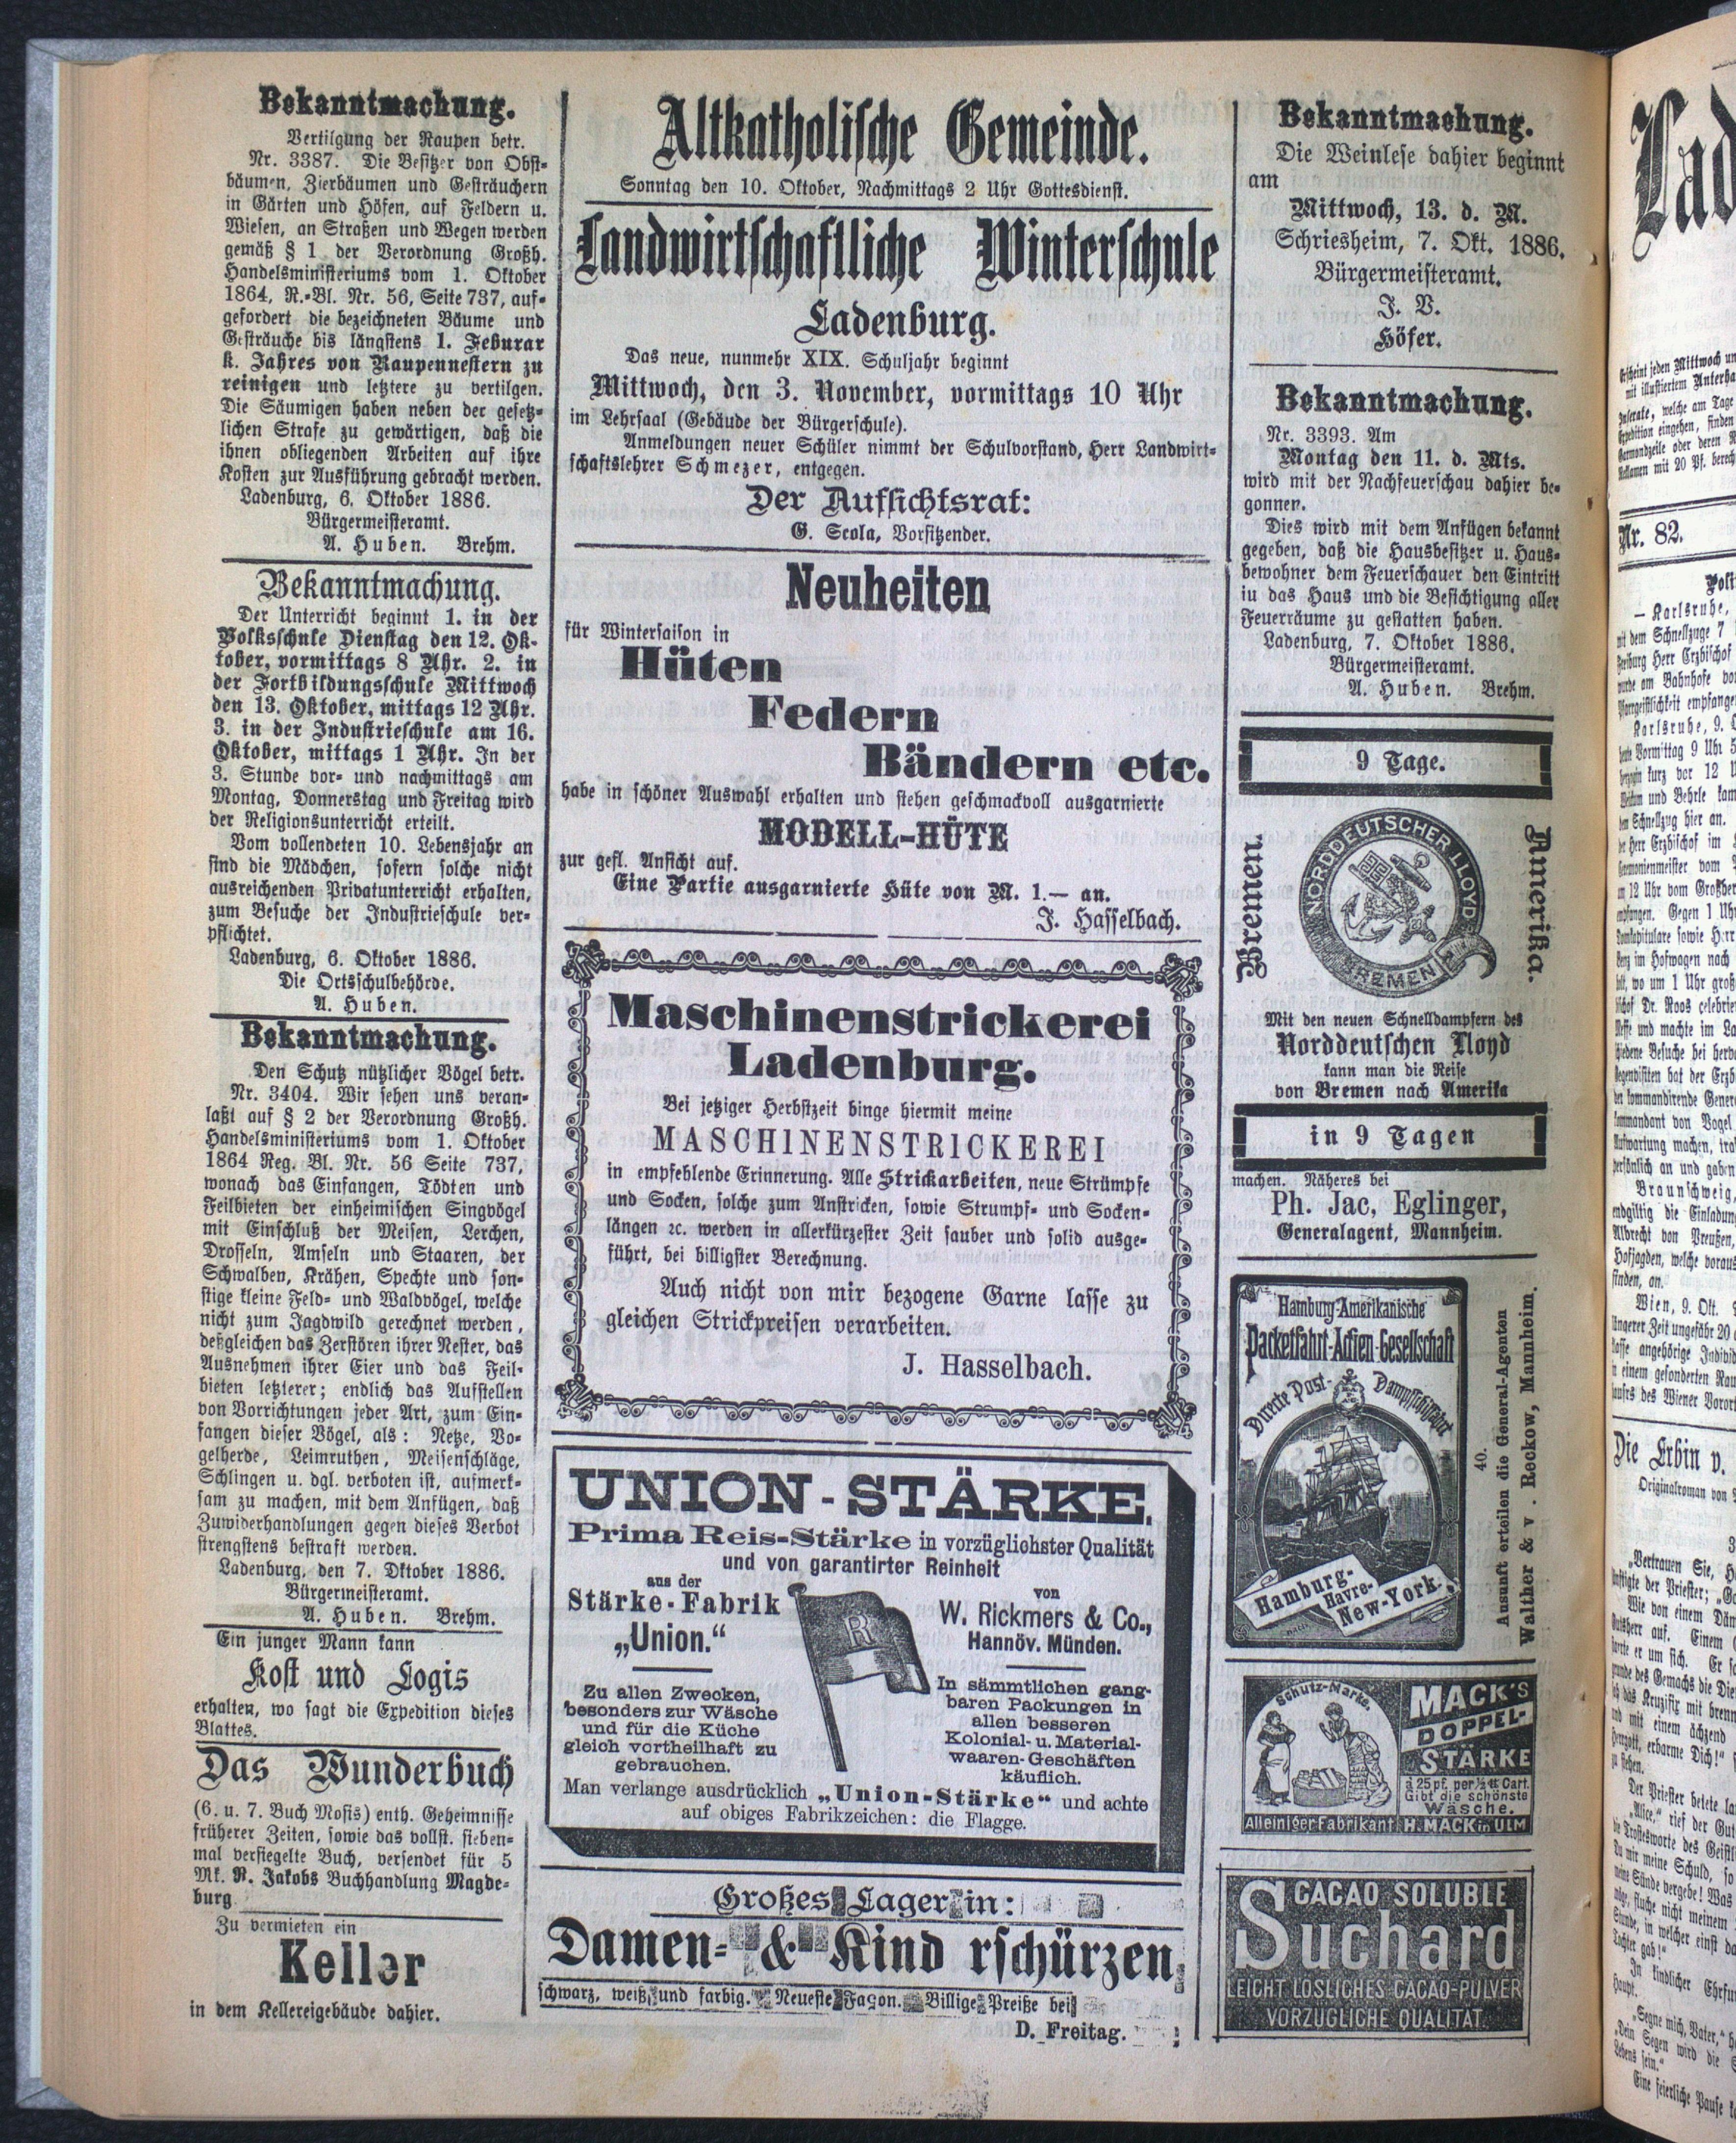 Bekanntmachung.
Vertilgung der Raupen betr.
Nr. 3387. Die Besitzer von Obst-
bäumen, Zierbäumen und Gesträuchern
in Gärten und Höfen, auf Feldern u.
Wiesen, an Straßen und Wegen werden
gemäß § 1 der Verordnung Großh.
Handelsministeriums vom 1. Oktober
1864, R.-Bl. Nr. 56, Seite 737, auf-
gefordert die bezeichneten Bäume und
Gesträuche bis längstens 1. Feburar
k. Jahres von Raupennestern zu
reinigen und letztere zu vertilgen.
Die Säumigen haben neben der gesetz-
lichen Strafe zu gewärtigen, daß die
ihnen obliegenden Arbeiten auf ihre
Kosten zur Ausführung gebracht werden.
Ladenburg, 6. Oktober 1886.
Bürgermeisteramt.
A. Huben. Brehm.
Bekanntmachung.
Der Unterricht beginnt 1. in der
Volksschule Dienstag den 12. Ok-
tober, vormittags 8 Uhr. 2. in
der Fortbildungsschule Mittwoch
den 13. Oktober, mittags 12 Uhr.
3. in der Industrieschule am 16.
Oktober, mittags 1 Uhr. In der
3. Stunde vor- und nachmittags am
Montag, Donnerstag und Freitag wird
der Religionsunterricht erteilt.
Vom vollendeten 10. Lebensjahr an
sind die Mädchen, sofern solche nicht
ausreichenden Privatunterricht erhalten,
zum Besuche der Industrieschule ver-
pflichtet.
Ladenburg, 6. Oktober 1886.
Die Ortsschulbehörde.
A. Huben.
Bekanntmachung.
Den Schutz nützlicher Vögel betr.
Nr. 3404. Wir sehen uns veran-
laßt auf § 2 der Verordnung Großh.
Handelsministeriums vom 1. Oktober
1864 Reg. Bl. Nr. 56 Seite 737,
wonach das Einfangen, Tödten und
Feilbieten der einheimischen Singvögel
mit Einschluß der Meisen, Lerchen,
Drosseln, Amseln und Staaren, der
Schwalben, Krähen, Spechte und son-
stige kleine Feld- und Waldvögel, welche
nicht zum Jagdwild gerechnet werden,
deßgleichen das Zerstören ihrer Nester, das
Ausnehmen ihrer Eier und das Feil-
bieten letzterer; endlich das Aufstellen
von Vorrichtungen jeder Art, zum Ein-
fangen dieser Vögel, als: Netze, Vo-
gelherde, Leimruthen, Meisenschläge,
Schlingen u. dgl. verboten ist, aufmerk-
sam zu machen, mit dem Anfügen, daß
Zuwiderhandlungen gegen dieses Verbot
strengstens bestraft werden.
Ladenburg, den 7. Oktober 1886.
Bürgermeisteramt.
A. Huben. Brehm.
Ein junger Mann kann
Kost und Logis
erhalten, wo sagt die Expedition dieses
Blattes.
Das Wunderbuch
(6. u. 7. Buch Mosis) enth. Geheimnisse
früherer Zeiten, sowie das vollst. sieben-
mal versiegelte Buch, versendet für 5
Mk. R. Jakobs Buchhandlung Magde-
burg
Zu vermieten ein
Keller
in dem Kellereigebäude dahier.
Altkatholische Gemeinde.
Sonntag den 10. Oktober, Nachmittags 2 Uhr Gottesdienst.
Landwirtschaftliche Winterschule
Ladenburg.
Das neue, nunmehr XIX. Schuljahr beginnt
Mittwoch, den 3. November, vormittags 10 Uhr
im Lehrsaal (Gebäude der Bürgerschule).
Anmeldungen neuer Schüler nimmt der Schulvorstand, Herr Landwirt-
schaftslehrer Schmezer, entgegen.
Der Aufsichtsrat:
G. Scola, Vorsitzender.
Neuheiten
für Wintersaison in
Hüten
Federn
Bändern etc.
habe in schöner Auswahl erhalten und stehen geschmackvoll ausgarnierte
MODELL-HÜTE
zur gefl. Ansicht auf.
Eine Partie ausgarnierte Hüte von M. 1.— an.
J. Hasselbach.
Maschinenstrickerei
Ladenburg.
Bei jetziger Herbstzeit binge hiermit meine
MASCHINENSTRICKEREI
in empfehlende Erinnerung. Alle Strickarbeiten, neue Strümpfe
und Socken, solche zum Anstricken, sowie Strumpf- und Socken-
längen ꝛc. werden in allerkürzester Zeit sauber und solid ausge-
führt, bei billigster Berechnung.
Auch nicht von mir bezogene Garne lasse zu
gleichen Strickpreisen verarbeiten.
J. Hasselbach.
UNION-STÄRKE.
Prima Reis-Stärke in vorzüglichster Qualität
und von garantirter Reinheit
aus der
Stärke-Fabrik
„Union.“
R
von
W. Rickmers & Co.,
Hannöv. Münden.
Zu allen Zwecken,
besonders zur Wäsche
und für die Küche
gleich vortheilhaft zu
gebrauchen.
In sämmtlichen gang-
baren Packungen in
allen besseren
Kolonial- u. Material-
waaren-Geschäften
käuflich.
Man verlange ausdrücklich „Union-Stärke“ und achte
auf obiges Fabrikzeichen: die Flagge.
Großes Lager in:
Damen- & Kind rschürzen
schwarz, weiß und farbig. Neueste Façon. Billige Preiße bei
D. Freitag.
Bekanntmachung.
Die Weinlese dahier beginnt
am
Mittwoch, 13. d. M.
Schriesheim, 7. Okt. 1886.
Bürgermeisteramt.
J. V.
Höfer.
Bekanntmachung.
Nr. 3393. Am
Montag den 11. d. Mts.
wird mit der Nachfeuerschau dahier be-
gonnen.
Dies wird mit dem Anfügen bekannt
gegeben, daß die Hausbesitzer u. Haus-
bewohner dem Feuerschauer den Eintritt
iu das Haus und die Besichtigung aller
Feuerräume zu gestatten haben.
Ladenburg, 7. Oktober 1886.
Bürgermeisteramt.
A. Huben. Brehm.
9 Tage.
Bremen
NORDDEUTSCHER LLOYD
BREMEN
Amerika.
Mit den neuen Schnelldampfern des
Norddeutschen Lloyd
kann man die Reise
von Bremen nach Amerika
in 9 Tagen
machen. Näheres bei
Ph. Jac, Eglinger,
Generalagent, Mannheim.
Hamburg-Amerikanische
Packetfahrt-Actien-Gesellschaft
Directe Post-Dampfschiffahrt
Hamburg-
Havre-
New-York.
40.
Auskunft erteilen die General-Agenten
Walther & v. Reckow, Mannheim.
Schutz-Marke.
MACK'S
DOPPEL-
STÄRKE
à 25 pf. per ½ ℔ Cart.
Gibt die schönste
Wäsche.
Alleiniger Fabrikant H. MACK in ULM
CACAO SOLUBLE
Suchard
LEICHT LÖSLICHES CACAO-PULVER
VORZÜGLICHE QUALITÄT.
Lad
Erscheint jeden Mittwoch
Nr. 82.
— Karlsruhe,
Karlsruhe, 9.
Braunschweig,
Wien, 9. Okt.
Die Erbin v.
Originalroman von